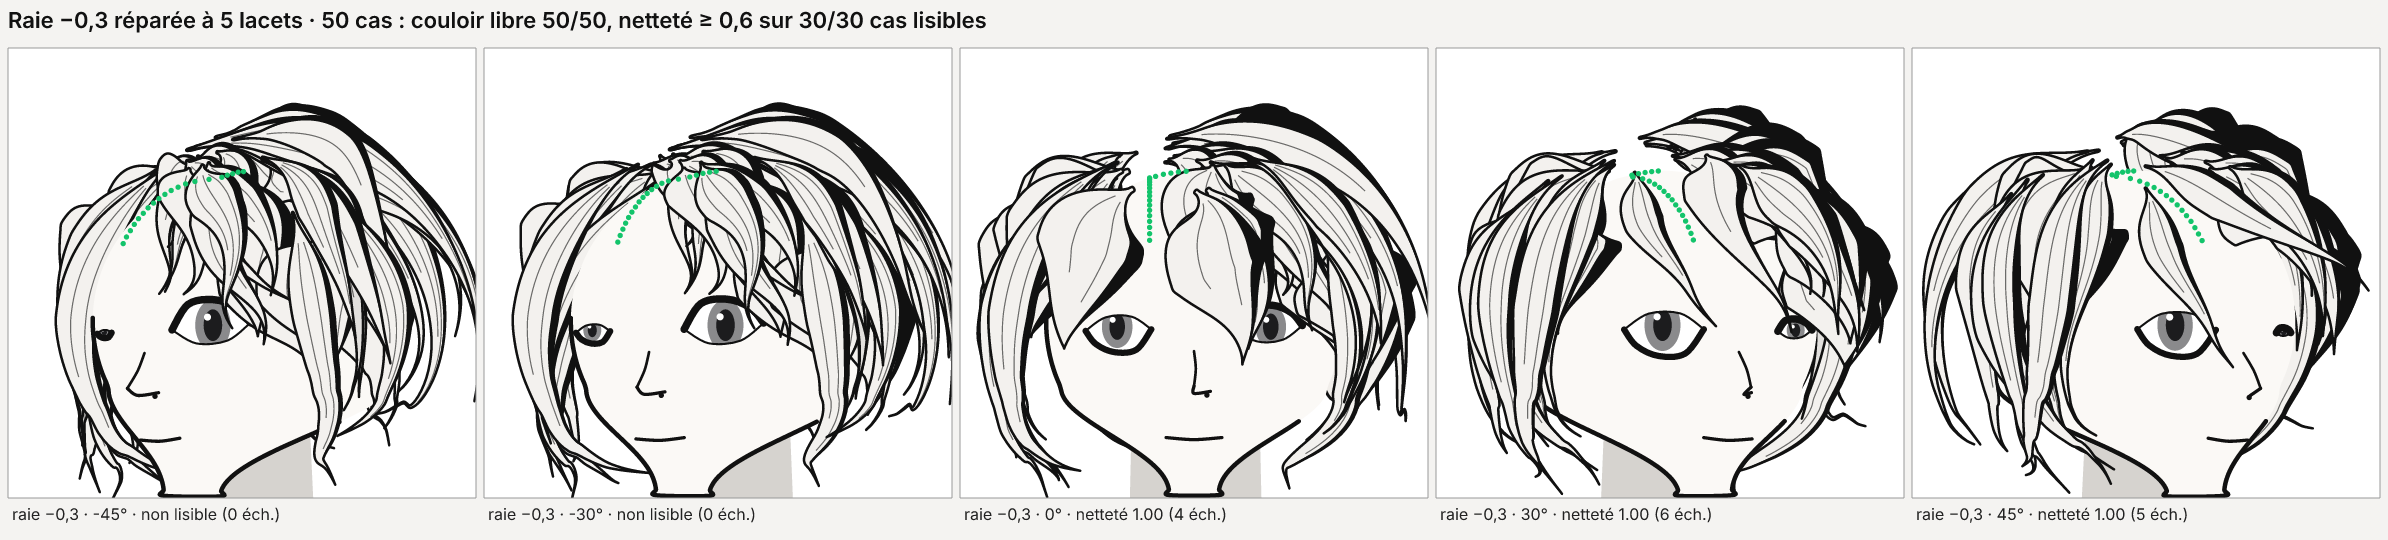 Raie −0,3 réparée à 5 lacets · 50 cas : couloir libre 50/50, netteté ≥ 0,6 sur 30/30 cas lisibles
raie −0,3 · -45° · non lisible (0 éch.)
raie −0,3 · -30° · non lisible (0 éch.)
raie −0,3 · 0° · netteté 1.00 (4 éch.)
raie −0,3 · 30° · netteté 1.00 (6 éch.)
raie −0,3 · 45° · netteté 1.00 (5 éch.)